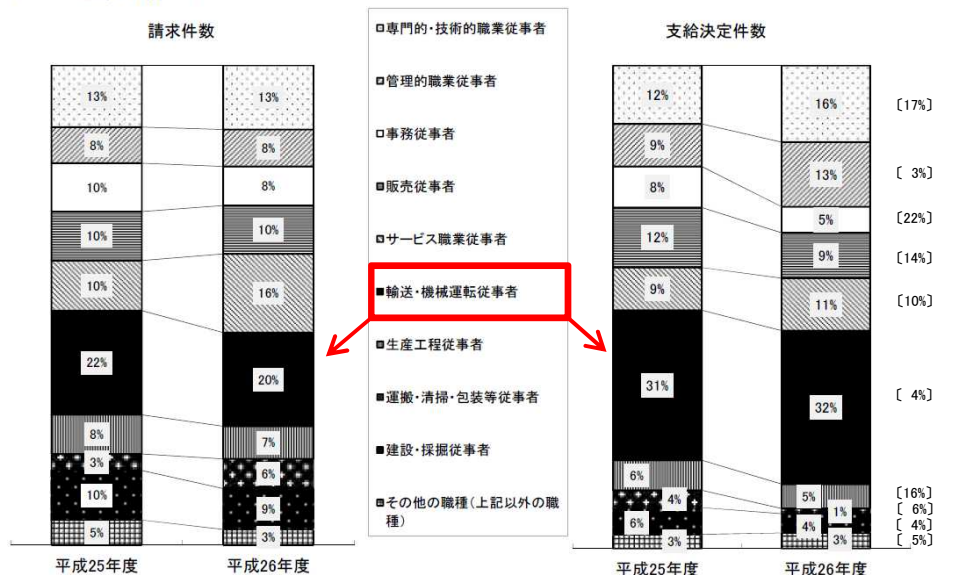 請求件数
13%
8%
10%
10%
10%
22%
8%
3%
10%
5%
平成25年度
13%
8%
8%
10%
16%
20%
7%
6%
9%
3%
平成26年度
専門的・技術的職業従事者
管理的職業従事者
事務従事者
販売従事者
サービス職業従事者
輸送・機械運転従事者
生産工程従事者
運搬・清掃・包装等従事者
建設・採掘従事者
その他の職種(上記以外の職
種)
支給決定件数
12%
9%
8%
12%
9%
31%
6%
4%
6%
3%
平成25年度
16%
13%
5%
9%
11%
32%
5%
1%
4%
3%
平成26年度
〔17%〕
〔 3%〕
〔22%〕
〔14%〕
〔10%〕
〔 4%〕
〔16%〕
〔 6%〕
〔 4%〕
〔 5%〕